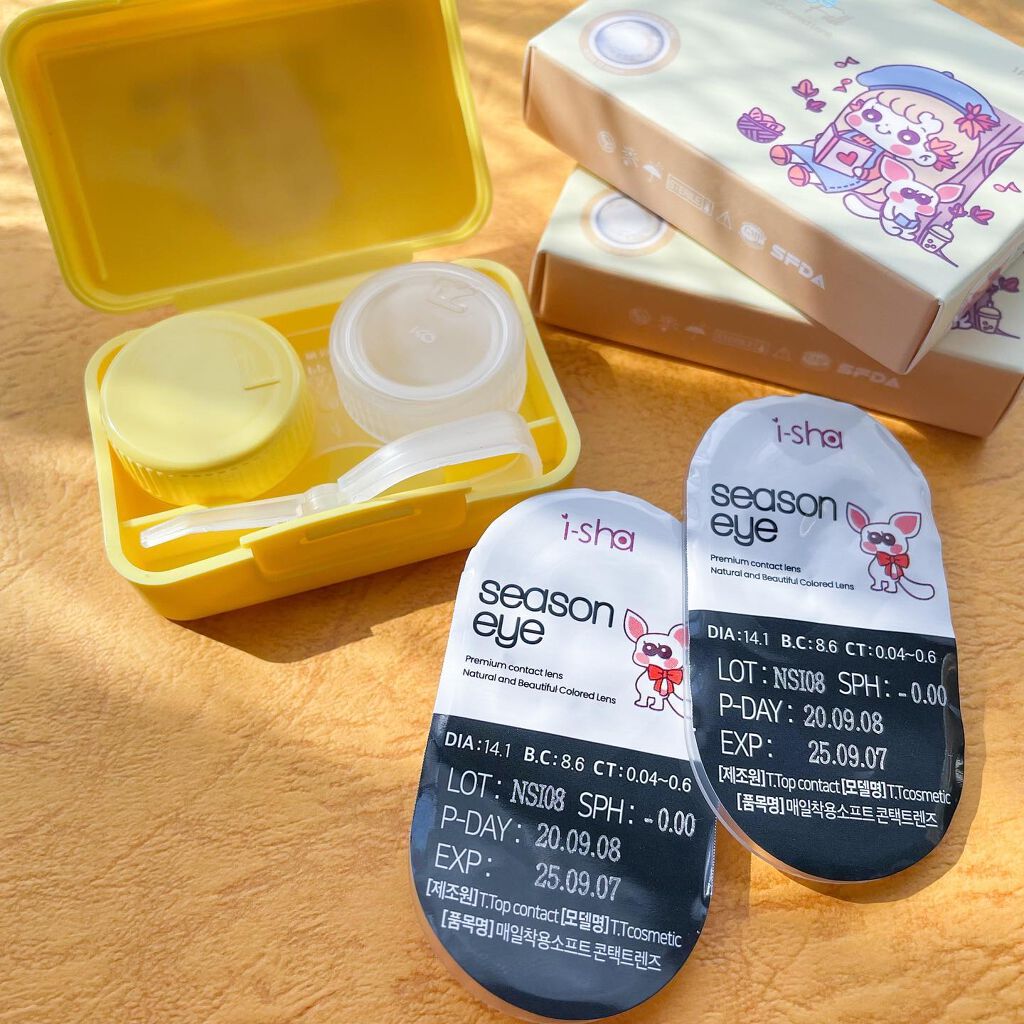 STERILE
SFDA
SFDA
i-sha
season
eye
Premium contact lens
Natural and Beautiful Colored Lens
DIA:14.1 B.C:8.6 CT:0.04~0.6
LOT: NSI08 SPH: -0.00
P-DAY: 20.09.08
EXP: 25.09.07
[제조원]T.Top contact [모델명]T.Tcosmetic
[품목명]매일착용소프트 콘택트렌즈
i-sha
season
eye
Premium contact lens
Natural and Beautiful Colored Lens
DIA:14.1 B.C:8.6 CT:0.04~0.6
LOT: NSI08 SPH: -0.00
P-DAY: 20.09.08
EXP: 25.09.07
[제조원]T.Top contact [모델명]T.Tcosmetic
[품목명]매일착용소프트 콘택트렌즈